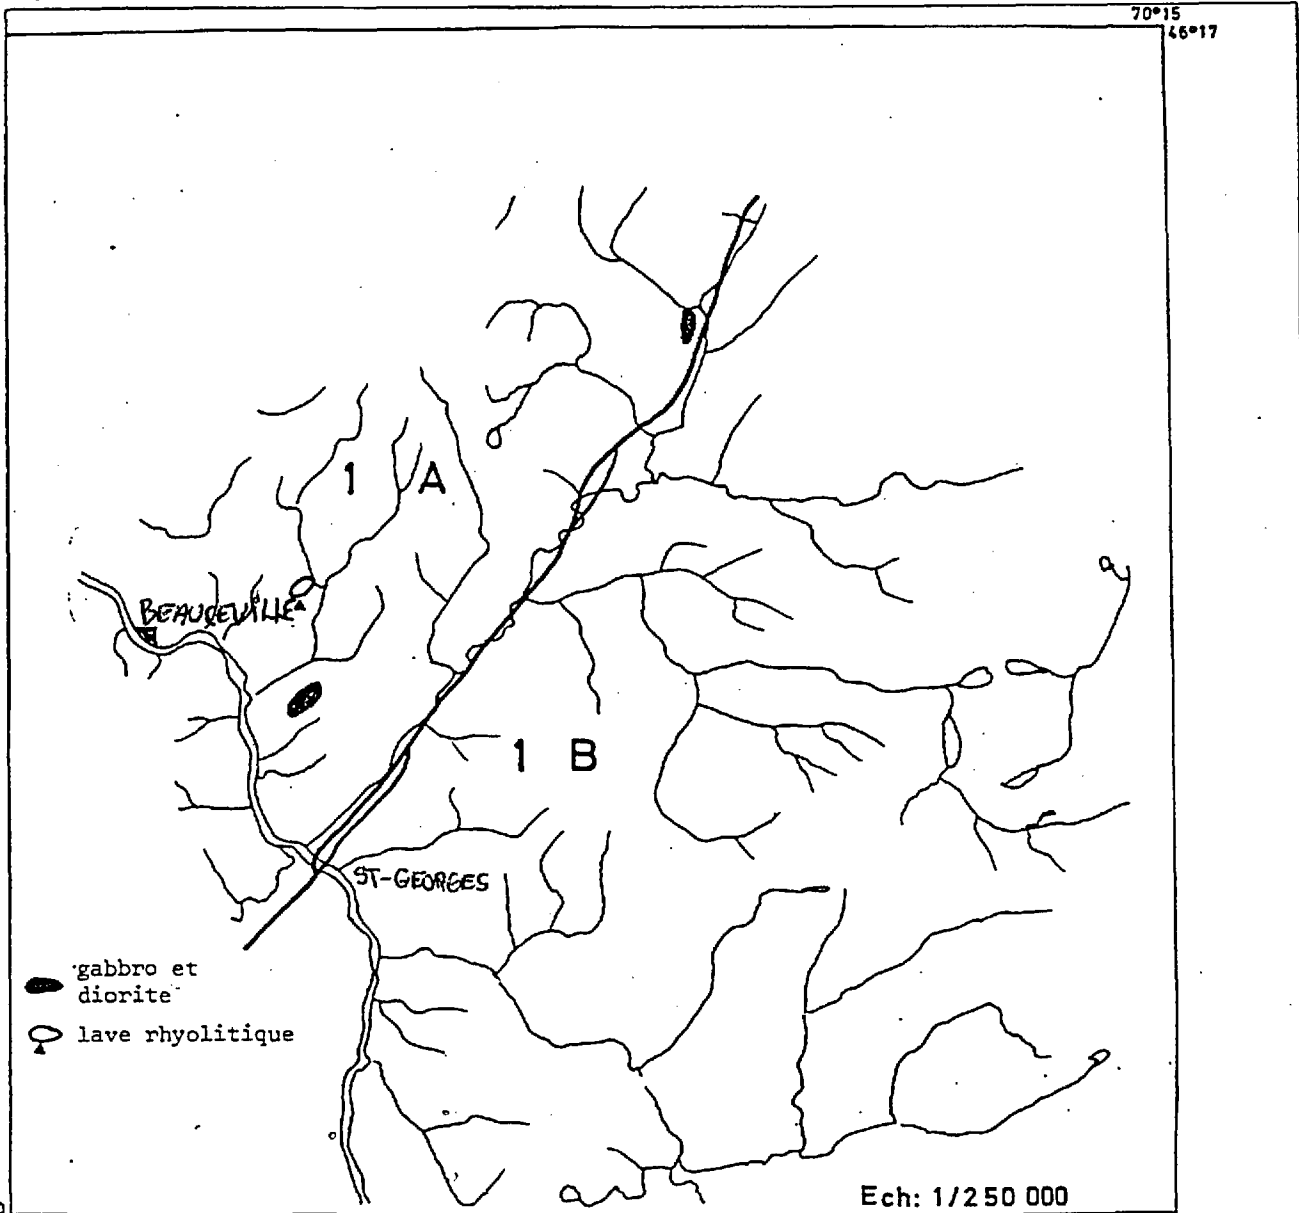 70°15
46°17
1 A
BEAUCEVILLE
1 B
ST-GEORGES
gabbro et
diorite
lave rhyolitique
Ech: 1/250 000